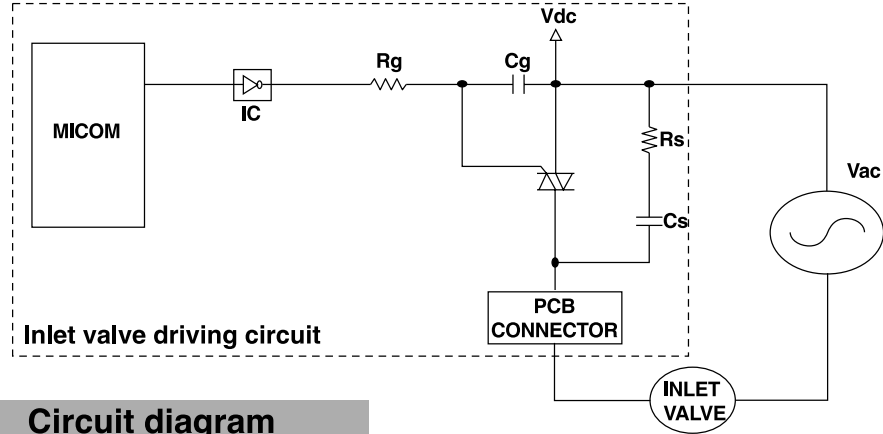 Vdc
Rg
Cg
IC
MICOM
Rs
Vac
Cs
PCB
CONNECTOR
Inlet valve driving circuit
INLET
VALVE
Circuit diagram